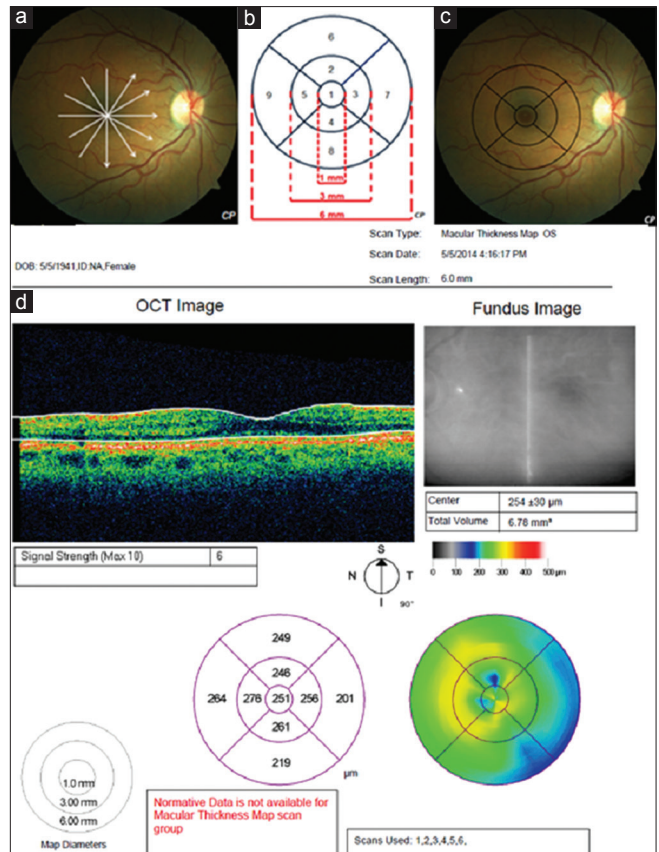 a
b
c
6
2
9
5
1
3
7
4
8
1 mm
3 mm
6 mm
CP
CP
CP
DOB: 5/5/1941,ID:NA,Female
Scan Type: Macular Thickness Map OS
Scan Date: 5/5/2014 4:16:17 PM
Scan Length: 6.0 mm
d
OCT Image
Fundus Image
Center 254 ±30 µm
Total Volume 6.78 mm³
Signal Strength (Max 10) 6
S
N T
I
90°
0 100 200 300 400 500 µm
249
246
264 276 251 256 201
261
219
µm
1.0 mm
3.00 mm
6.00 mm
Map Diameters
Normative Data is not available for
Macular Thickness Map scan
group
Scans Used: 1,2,3,4,5,6,